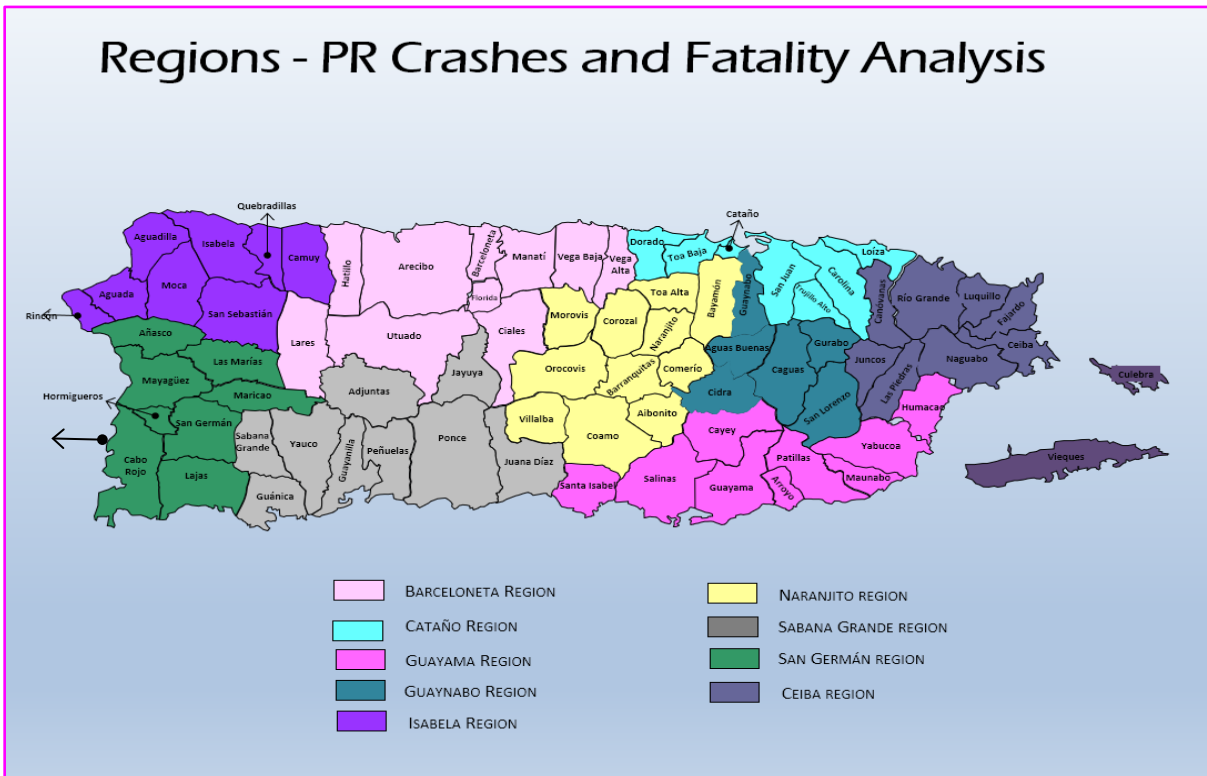 Regions - PR Crashes and Fatality Analysis
Quebradillas
Cataño
Aguadilla
Isabela
Camuy
Hatillo
Arecibo
Barceloneta
Manatí
Vega Baja
Vega
Alta
Dorado
Toa Baja
San Juan
Carolina
Loíza
Trujillo Alto
Canóvanas
Río Grande
Luquillo
Fajardo
Ceiba
Culebra
Rincón
Aguada
Moca
San Sebastián
Lares
Utuado
Florida
Ciales
Morovis
Corozal
Toa Alta
Naranjito
Bayamón
Guaynabo
Aguas Buenas
Gurabo
Caguas
Juncos
Las Piedras
Naguabo
Humacao
Añasco
Las Marías
Mayagüez
Maricao
Hormigueros
San Germán
Adjuntas
Jayuya
Orocovis
Barranquitas
Comerío
Cidra
San Lorenzo
Cabo
Rojo
Lajas
Sabana
Grande
Yauco
Guayanilla
Peñuelas
Ponce
Juana Díaz
Villalba
Coamo
Aibonito
Cayey
Patillas
Yabucoa
Maunabo
Vieques
Guánica
Santa Isabel
Salinas
Guayama
Arroyo
Barceloneta Region
Cataño Region
Guayama Region
Guaynabo Region
Isabela Region
Naranjito region
Sabana Grande region
San Germán region
Ceiba region